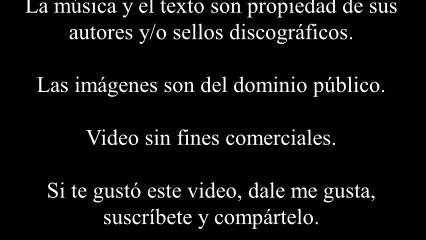 La música y el texto son propiedad de sus
autores y/o sellos discográficos.
Las imágenes son del dominio público.
Video sin fines comerciales.
Si te gustó este video, dale me gusta,
suscríbete y compártelo.